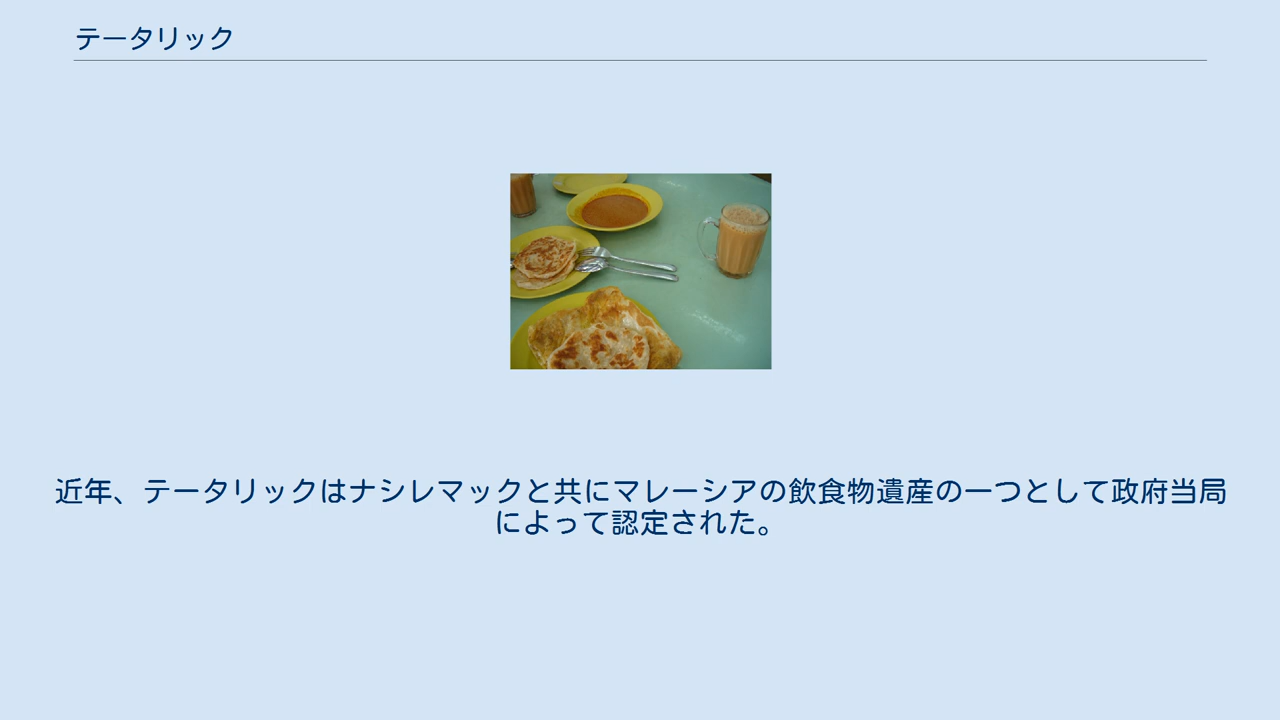 テータリック
近年、テータリックはナシレマックと共にマレーシアの飲食物遺産の一つとして政府当局
によって認定された。